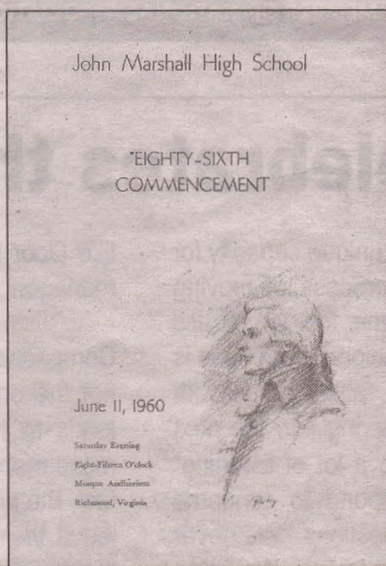 John Marshall High School
EIGHTY-SIXTH
COMMENCEMENT
June 11, 1960
Saturday Evening
Eight-Fifteen O'clock
Mosque Auditorium
Richmond, Virginia